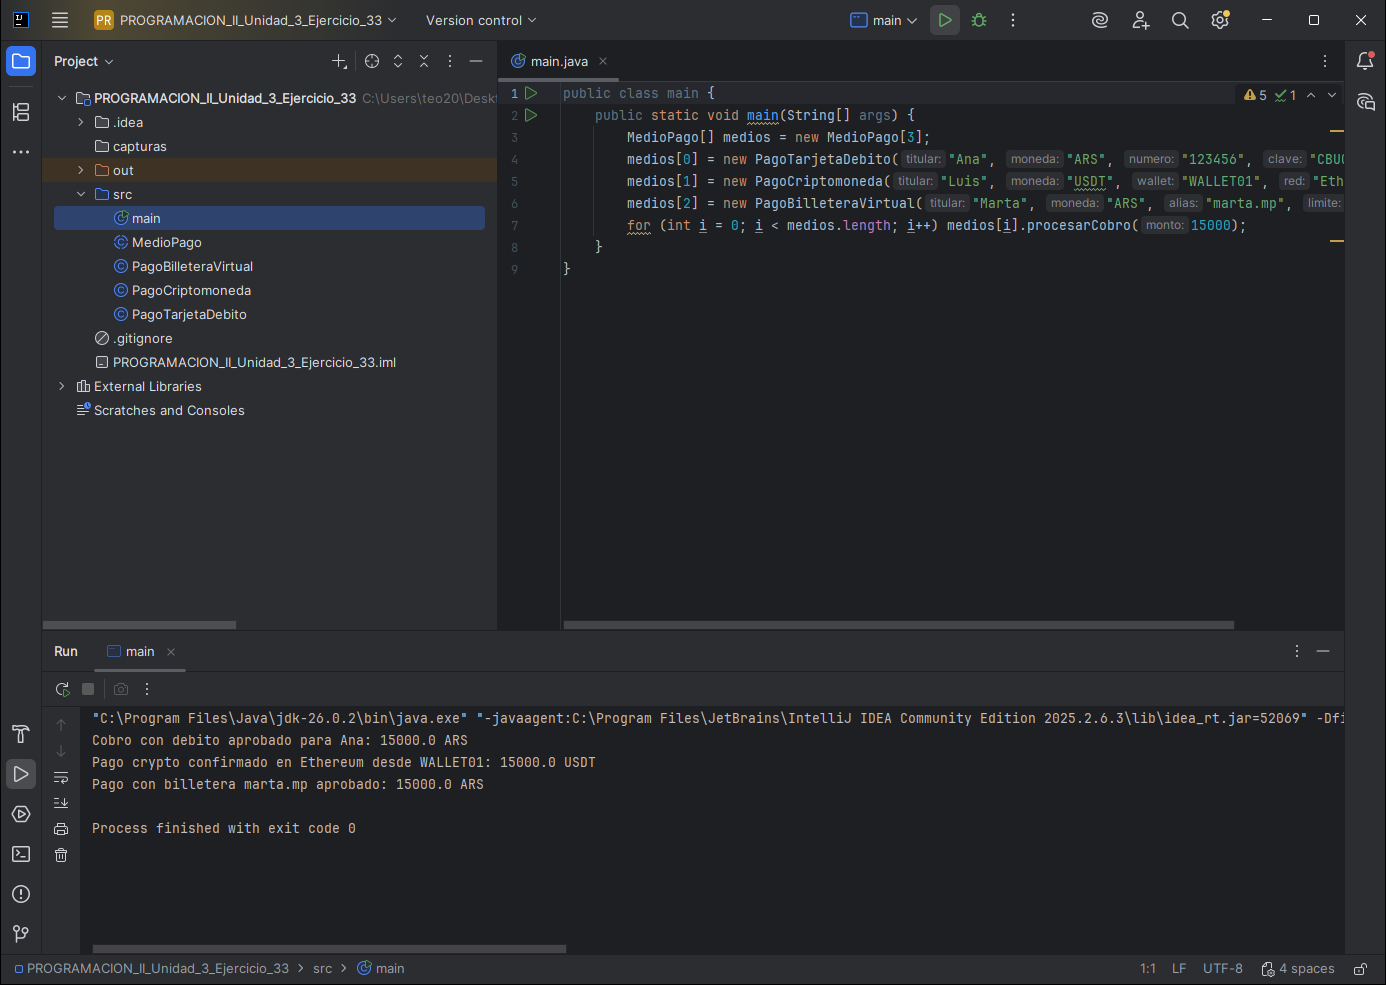 PR PROGRAMACION_II_Unidad_3_Ejercicio_33 Version control main
Project
main.java
PROGRAMACION_II_Unidad_3_Ejercicio_33 C:\Users\teo20\Desk
.idea
capturas
out
src
main
MedioPago
PagoBilleteraVirtual
PagoCriptomoneda
PagoTarjetaDebito
.gitignore
PROGRAMACION_II_Unidad_3_Ejercicio_33.iml
External Libraries
Scratches and Consoles
5 1
1 public class main {
2 public static void main(String[] args) {
3 MedioPago[] medios = new MedioPago[3];
4 medios[0] = new PagoTarjetaDebito( titular: "Ana", moneda: "ARS", numero: "123456", clave: "CBU
5 medios[1] = new PagoCriptomoneda( titular: "Luis", moneda: "USDT", wallet: "WALLET01", red: "Eth
6 medios[2] = new PagoBilleteraVirtual( titular: "Marta", moneda: "ARS", alias: "marta.mp", limite:
7 for (int i = 0; i < medios.length; i++) medios[i].procesarCobro( monto: 15000);
8 }
9 }
Run main
"C:\Program Files\Java\jdk-26.0.2\bin\java.exe" "-javaagent:C:\Program Files\JetBrains\IntelliJ IDEA Community Edition 2025.2.6.3\lib\idea_rt.jar=52069" -Dfi
Cobro con debito aprobado para Ana: 15000.0 ARS
Pago crypto confirmado en Ethereum desde WALLET01: 15000.0 USDT
Pago con billetera marta.mp aprobado: 15000.0 ARS
Process finished with exit code 0
PROGRAMACION_II_Unidad_3_Ejercicio_33 > src > main 1:1 LF UTF-8 4 spaces